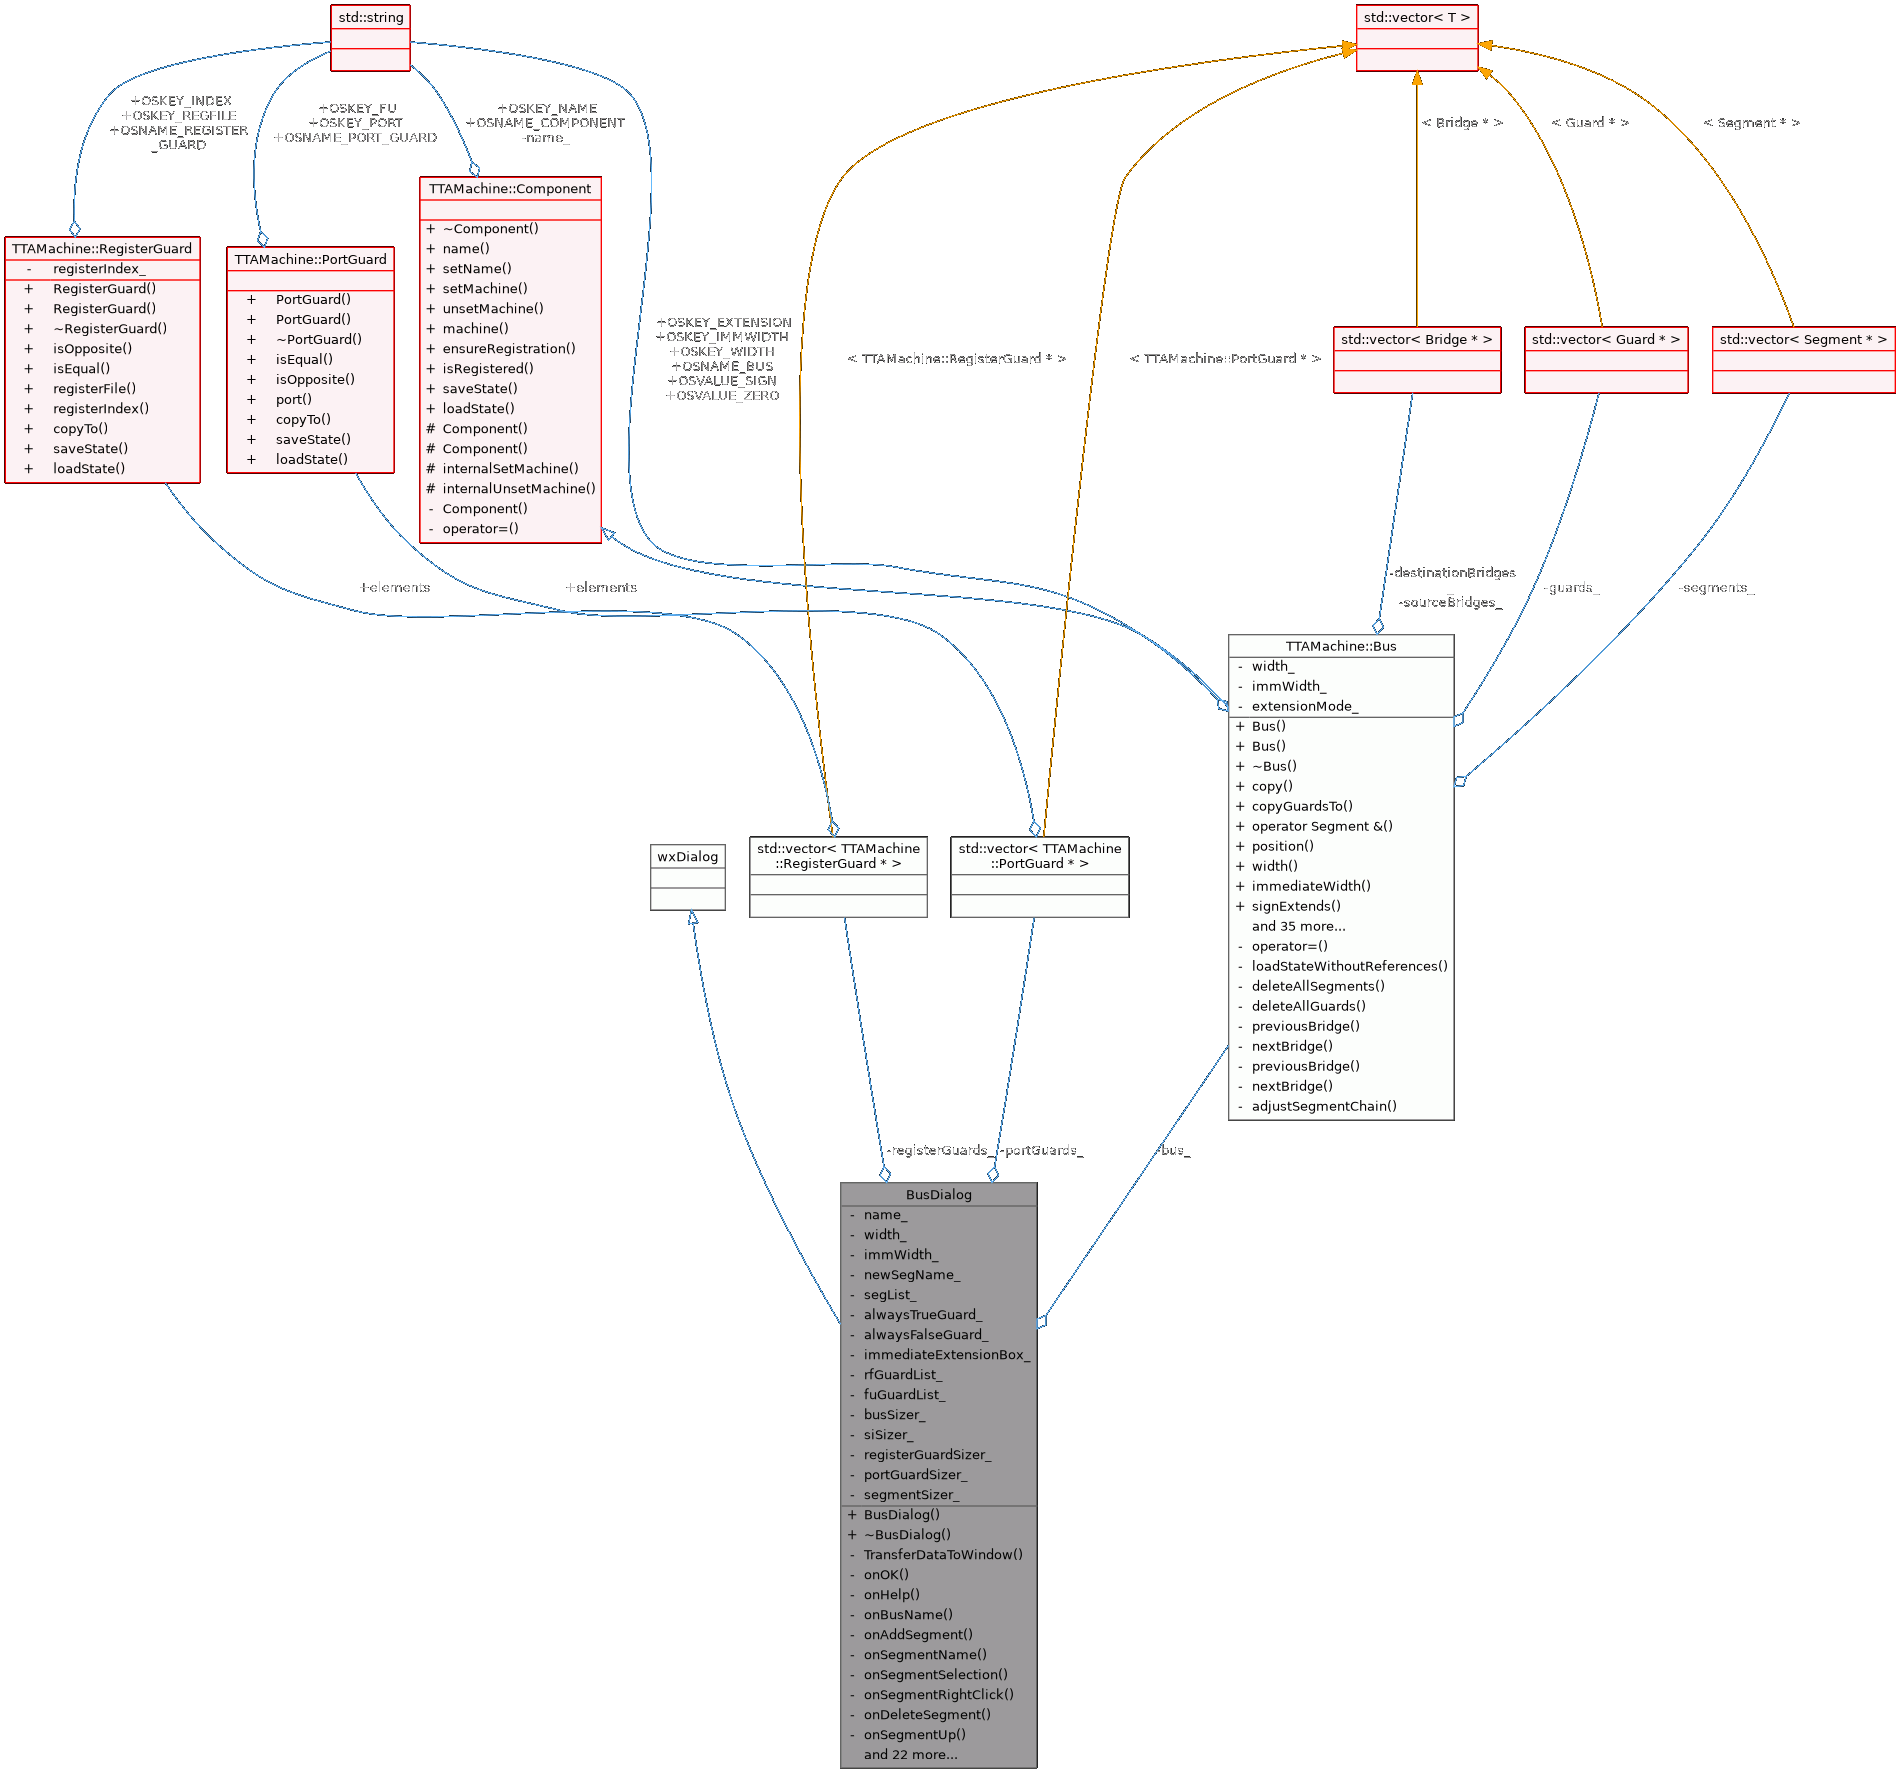 std::string
std::vector< T >
+OSKEY_INDEX
+OSKEY_REGFILE
+OSNAME_REGISTER
_GUARD
+OSKEY_FU
+OSKEY_PORT
+OSNAME_PORT_GUARD
+OSKEY_NAME
+OSNAME_COMPONENT
-name_
< Bridge * >
< Guard * >
< Segment * >
TTAMachine::RegisterGuard
- registerIndex_
+ RegisterGuard()
+ RegisterGuard()
+ ~RegisterGuard()
+ isOpposite()
+ isEqual()
+ registerFile()
+ registerIndex()
+ copyTo()
+ saveState()
+ loadState()
TTAMachine::PortGuard
+ PortGuard()
+ PortGuard()
+ ~PortGuard()
+ isEqual()
+ isOpposite()
+ port()
+ copyTo()
+ saveState()
+ loadState()
TTAMachine::Component
+ ~Component()
+ name()
+ setName()
+ setMachine()
+ unsetMachine()
+ machine()
+ ensureRegistration()
+ isRegistered()
+ saveState()
+ loadState()
# Component()
# Component()
# internalSetMachine()
# internalUnsetMachine()
- Component()
- operator=()
+OSKEY_EXTENSION
+OSKEY_IMMWIDTH
+OSKEY_WIDTH
+OSNAME_BUS
+OSVALUE_SIGN
+OSVALUE_ZERO
< TTAMachine::RegisterGuard * >
< TTAMachine::PortGuard * >
std::vector< Bridge * >
std::vector< Guard * >
std::vector< Segment * >
+elements
+elements
-destinationBridges
_
-sourceBridges_
-guards_
-segments_
TTAMachine::Bus
- width_
- immWidth_
- extensionMode_
+ Bus()
+ Bus()
+ ~Bus()
+ copy()
+ copyGuardsTo()
+ operator Segment &()
+ position()
+ width()
+ immediateWidth()
+ signExtends()
and 35 more...
- operator=()
- loadStateWithoutReferences()
- deleteAllSegments()
- deleteAllGuards()
- previousBridge()
- nextBridge()
- previousBridge()
- nextBridge()
- adjustSegmentChain()
wxDialog
std::vector< TTAMachine
::RegisterGuard * >
std::vector< TTAMachine
::PortGuard * >
-registerGuards_
-portGuards_
-bus_
BusDialog
- name_
- width_
- immWidth_
- newSegName_
- segList_
- alwaysTrueGuard_
- alwaysFalseGuard_
- immediateExtensionBox_
- rfGuardList_
- fuGuardList_
- busSizer_
- siSizer_
- registerGuardSizer_
- portGuardSizer_
- segmentSizer_
+ BusDialog()
+ ~BusDialog()
- TransferDataToWindow()
- onOK()
- onHelp()
- onBusName()
- onAddSegment()
- onSegmentName()
- onSegmentSelection()
- onSegmentRightClick()
- onDeleteSegment()
- onSegmentUp()
and 22 more...